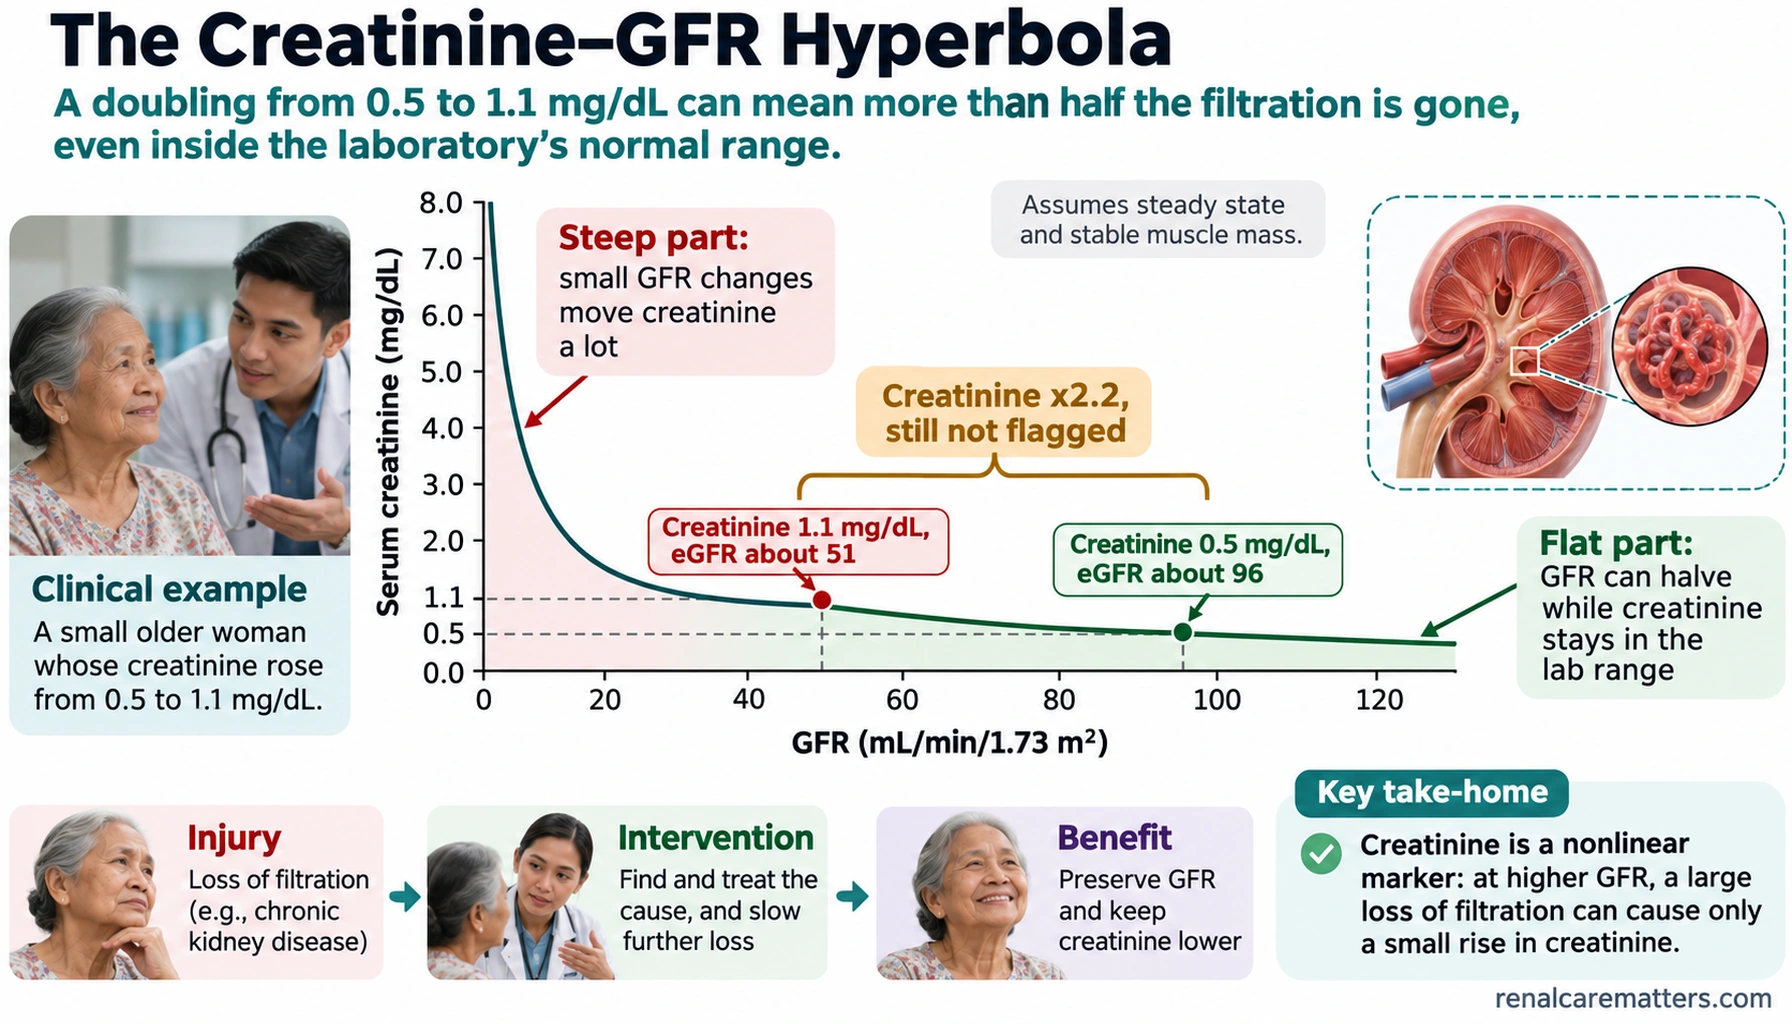 The Creatinine–GFR Hyperbola
A doubling from 0.5 to 1.1 mg/dL can mean more than half the filtration is gone,
even inside the laboratory's normal range.
Clinical example
A small older woman
whose creatinine rose
from 0.5 to 1.1 mg/dL.
Serum creatinine (mg/dL)
8.0
7.0
6.0
5.0
4.0
3.0
2.0
1.1
0.5
0.0
0
20
40
60
80
100
120
GFR (mL/min/1.73 m²)
Steep part:
small GFR changes
move creatinine
a lot
Assumes steady state
and stable muscle mass.
Creatinine x2.2,
still not flagged
Creatinine 1.1 mg/dL,
eGFR about 51
Creatinine 0.5 mg/dL,
eGFR about 96
Flat part:
GFR can halve
while creatinine
stays in the
lab range
Injury
Loss of filtration
(e.g., chronic
kidney disease)
Intervention
Find and treat the
cause, and slow
further loss
Benefit
Preserve GFR
and keep
creatinine lower
Key take-home
Creatinine is a nonlinear
marker: at higher GFR, a large
loss of filtration can cause only
a small rise in creatinine.
renalcarematters.com